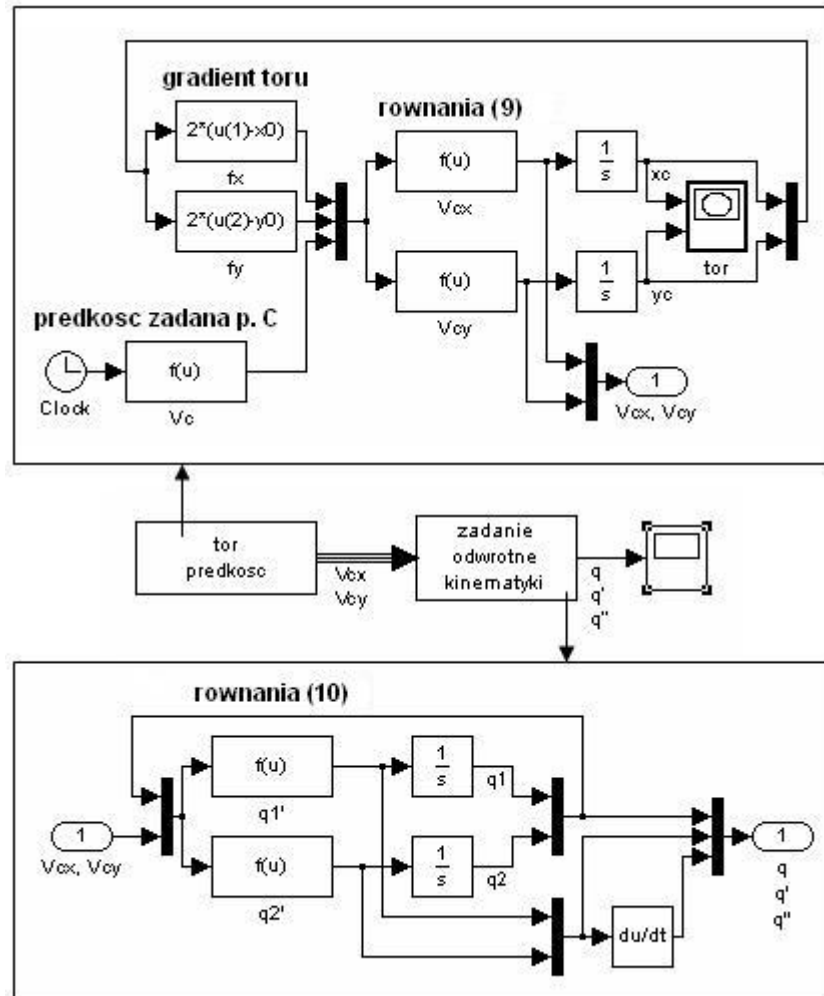 gradient toru
2*(u(1)-x0)
fx
2*(u(2)-y0)
fy
rownania (9)
f(u)
Vcx
f(u)
Vcy
1
s
xc
1
s
yc
tor
predkosc zadana p. C
Clock
f(u)
Vc
1
Vcx, Vcy
tor
predkosc
Vcx
Vcy
zadanie
odwrotne
kinematyki
q
q'
q"
rownania (10)
1
Vcx, Vcy
f(u)
q1'
f(u)
q2'
1
s
q1
1
s
q2
du/dt
1
q
q'
q"